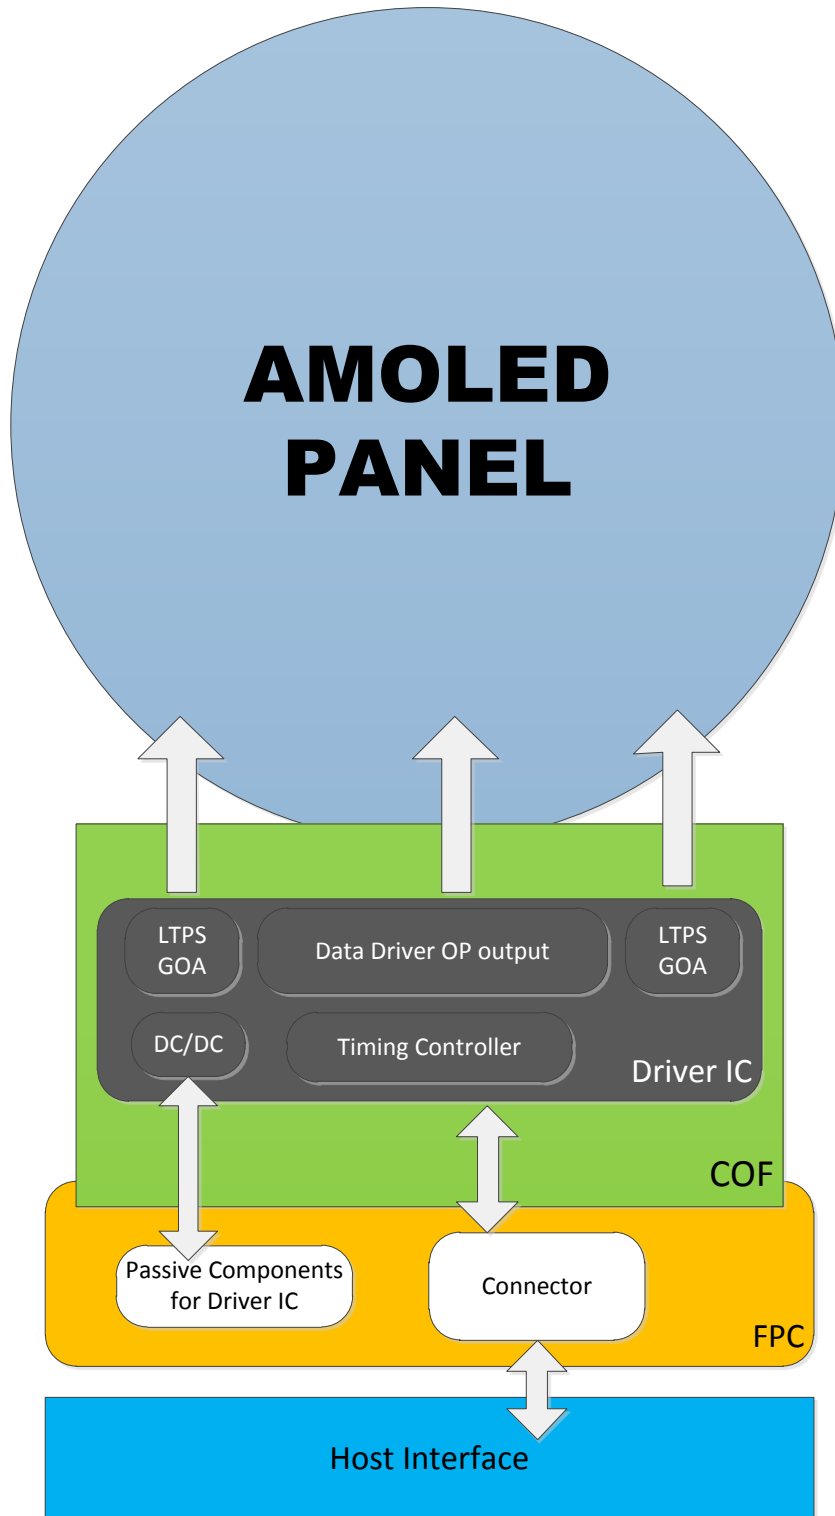 AMOLED
PANEL
LTPS
GOA
Data Driver OP output
LTPS
GOA
DC/DC
Timing Controller
Driver IC
COF
Passive Components
for Driver IC
Connector
FPC
Host Interface